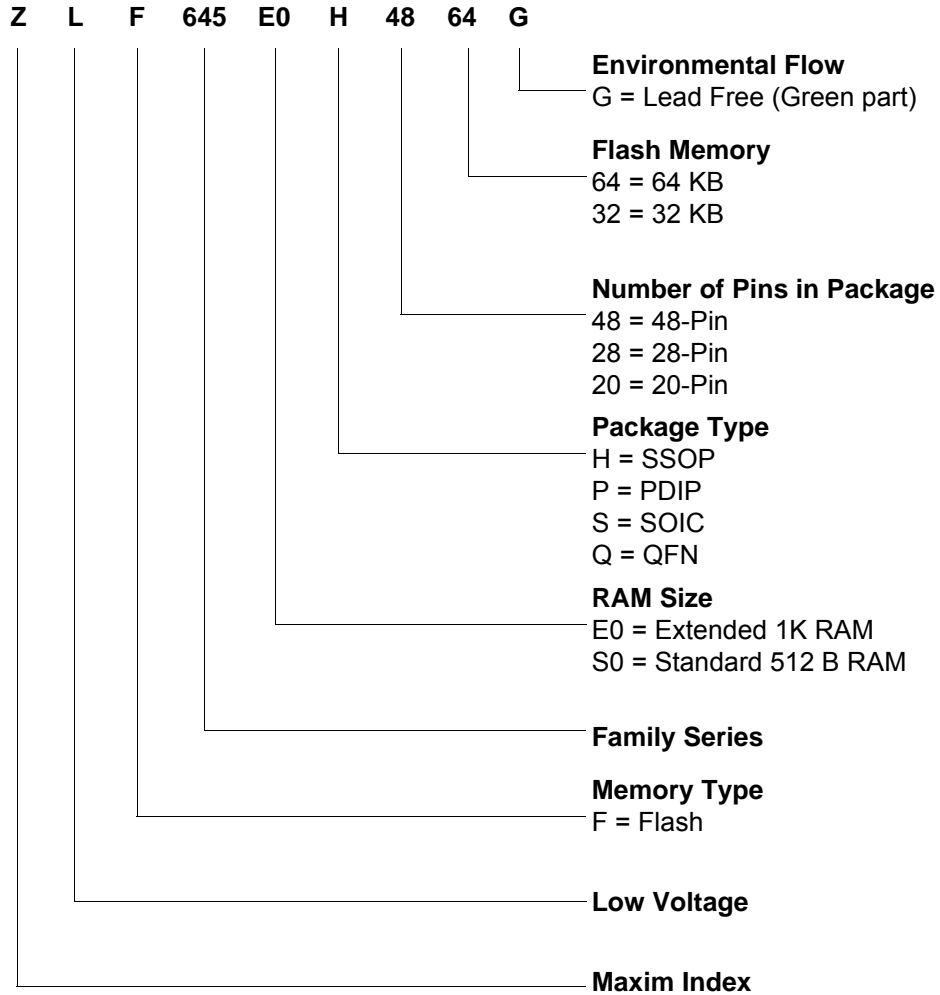 Z L F 645 E0 H 48 64 G
Environmental Flow
G = Lead Free (Green part)
Flash Memory
64 = 64 KB
32 = 32 KB
Number of Pins in Package
48 = 48-Pin
28 = 28-Pin
20 = 20-Pin
Package Type
H = SSOP
P = PDIP
S = SOIC
Q = QFN
RAM Size
E0 = Extended 1K RAM
S0 = Standard 512 B RAM
Family Series
Memory Type
F = Flash
Low Voltage
Maxim Index